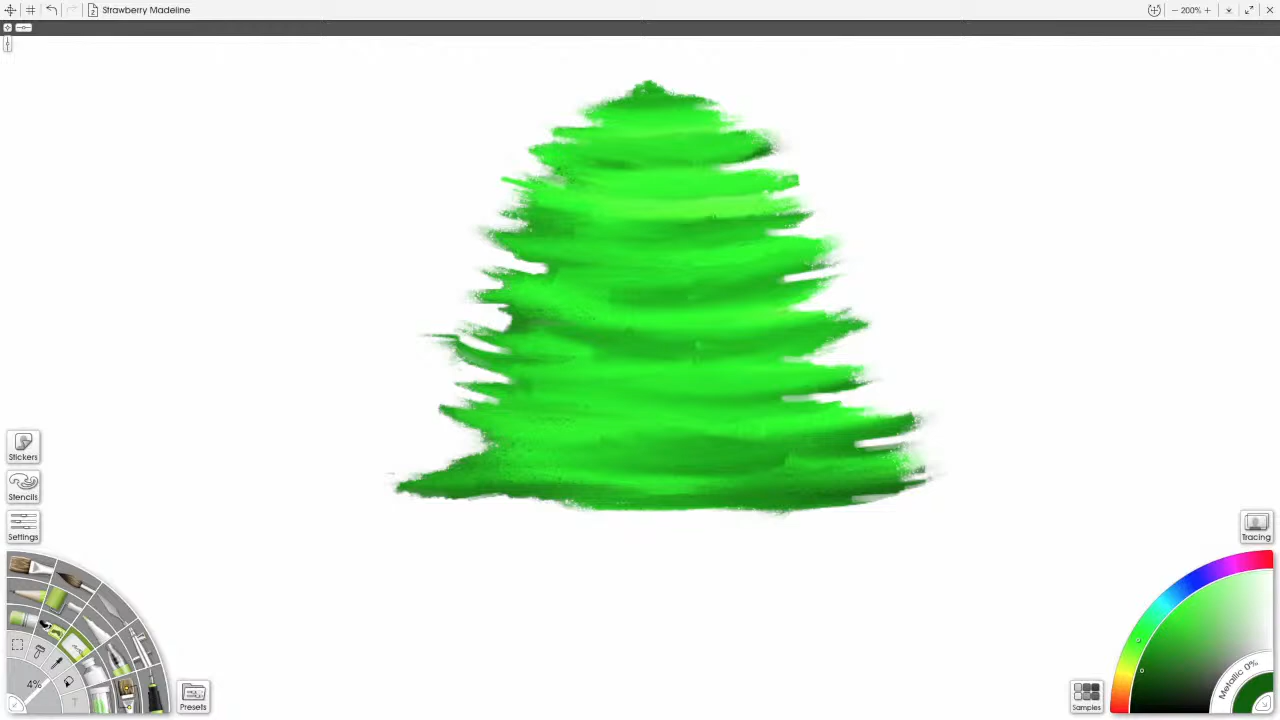 Strawberry Madeline
200%
Stickers
Stencils
Settings
Tracing
4%
Metallic 0%
Presets
Samples